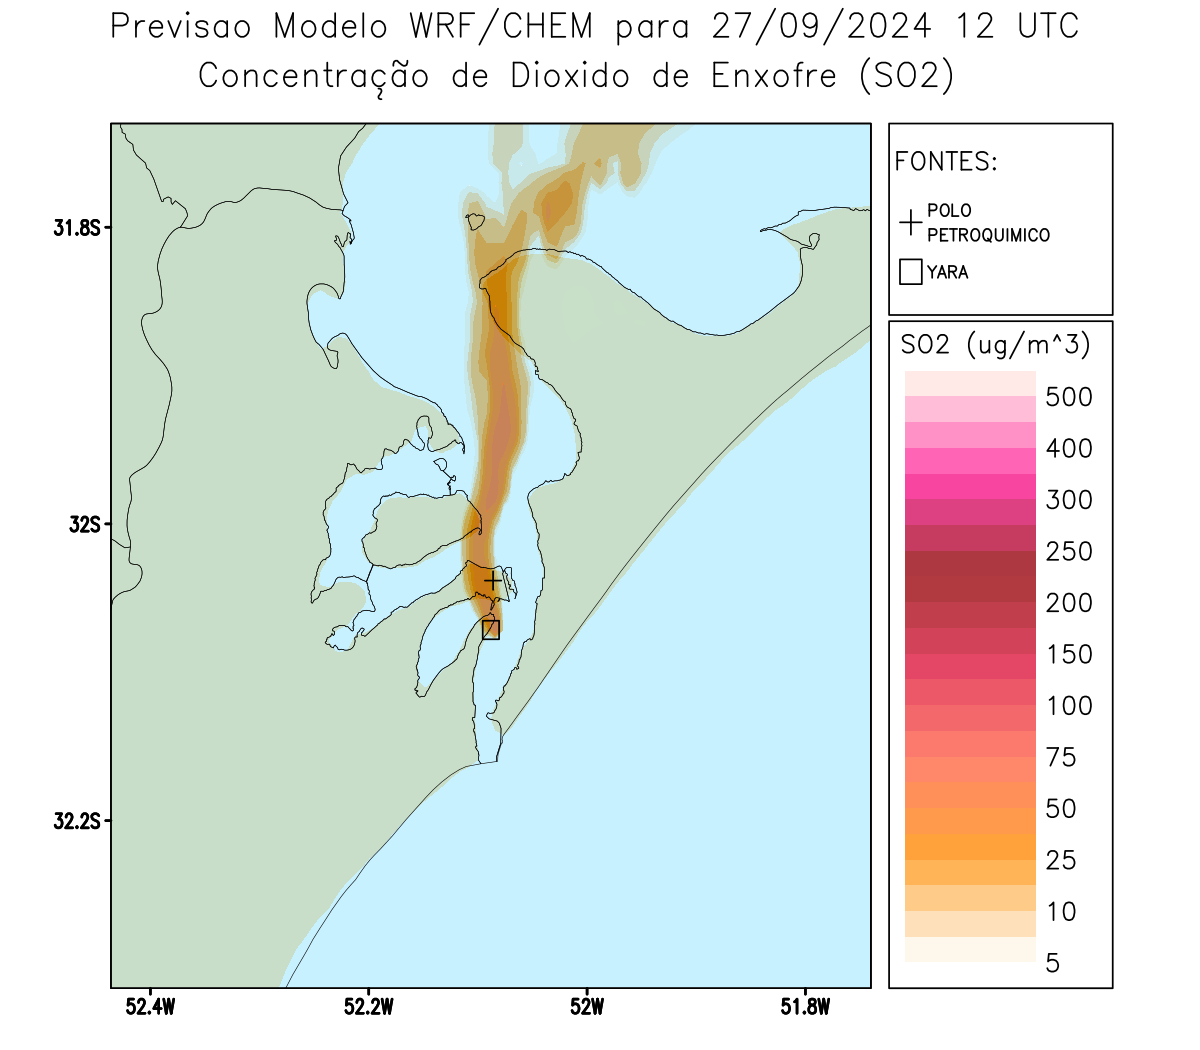 Previsao Modelo WRF/CHEM para 27/09/2024 12 UTC
Concentração de Dioxido de Enxofre (SO2)
FONTES:
POLO
PETROQUIMICO
YARA
SO2 (ug/m^3)
500
400
300
250
200
150
100
75
50
25
10
5
31.8S
32S
32.2S
52.4W
52.2W
52W
51.8W